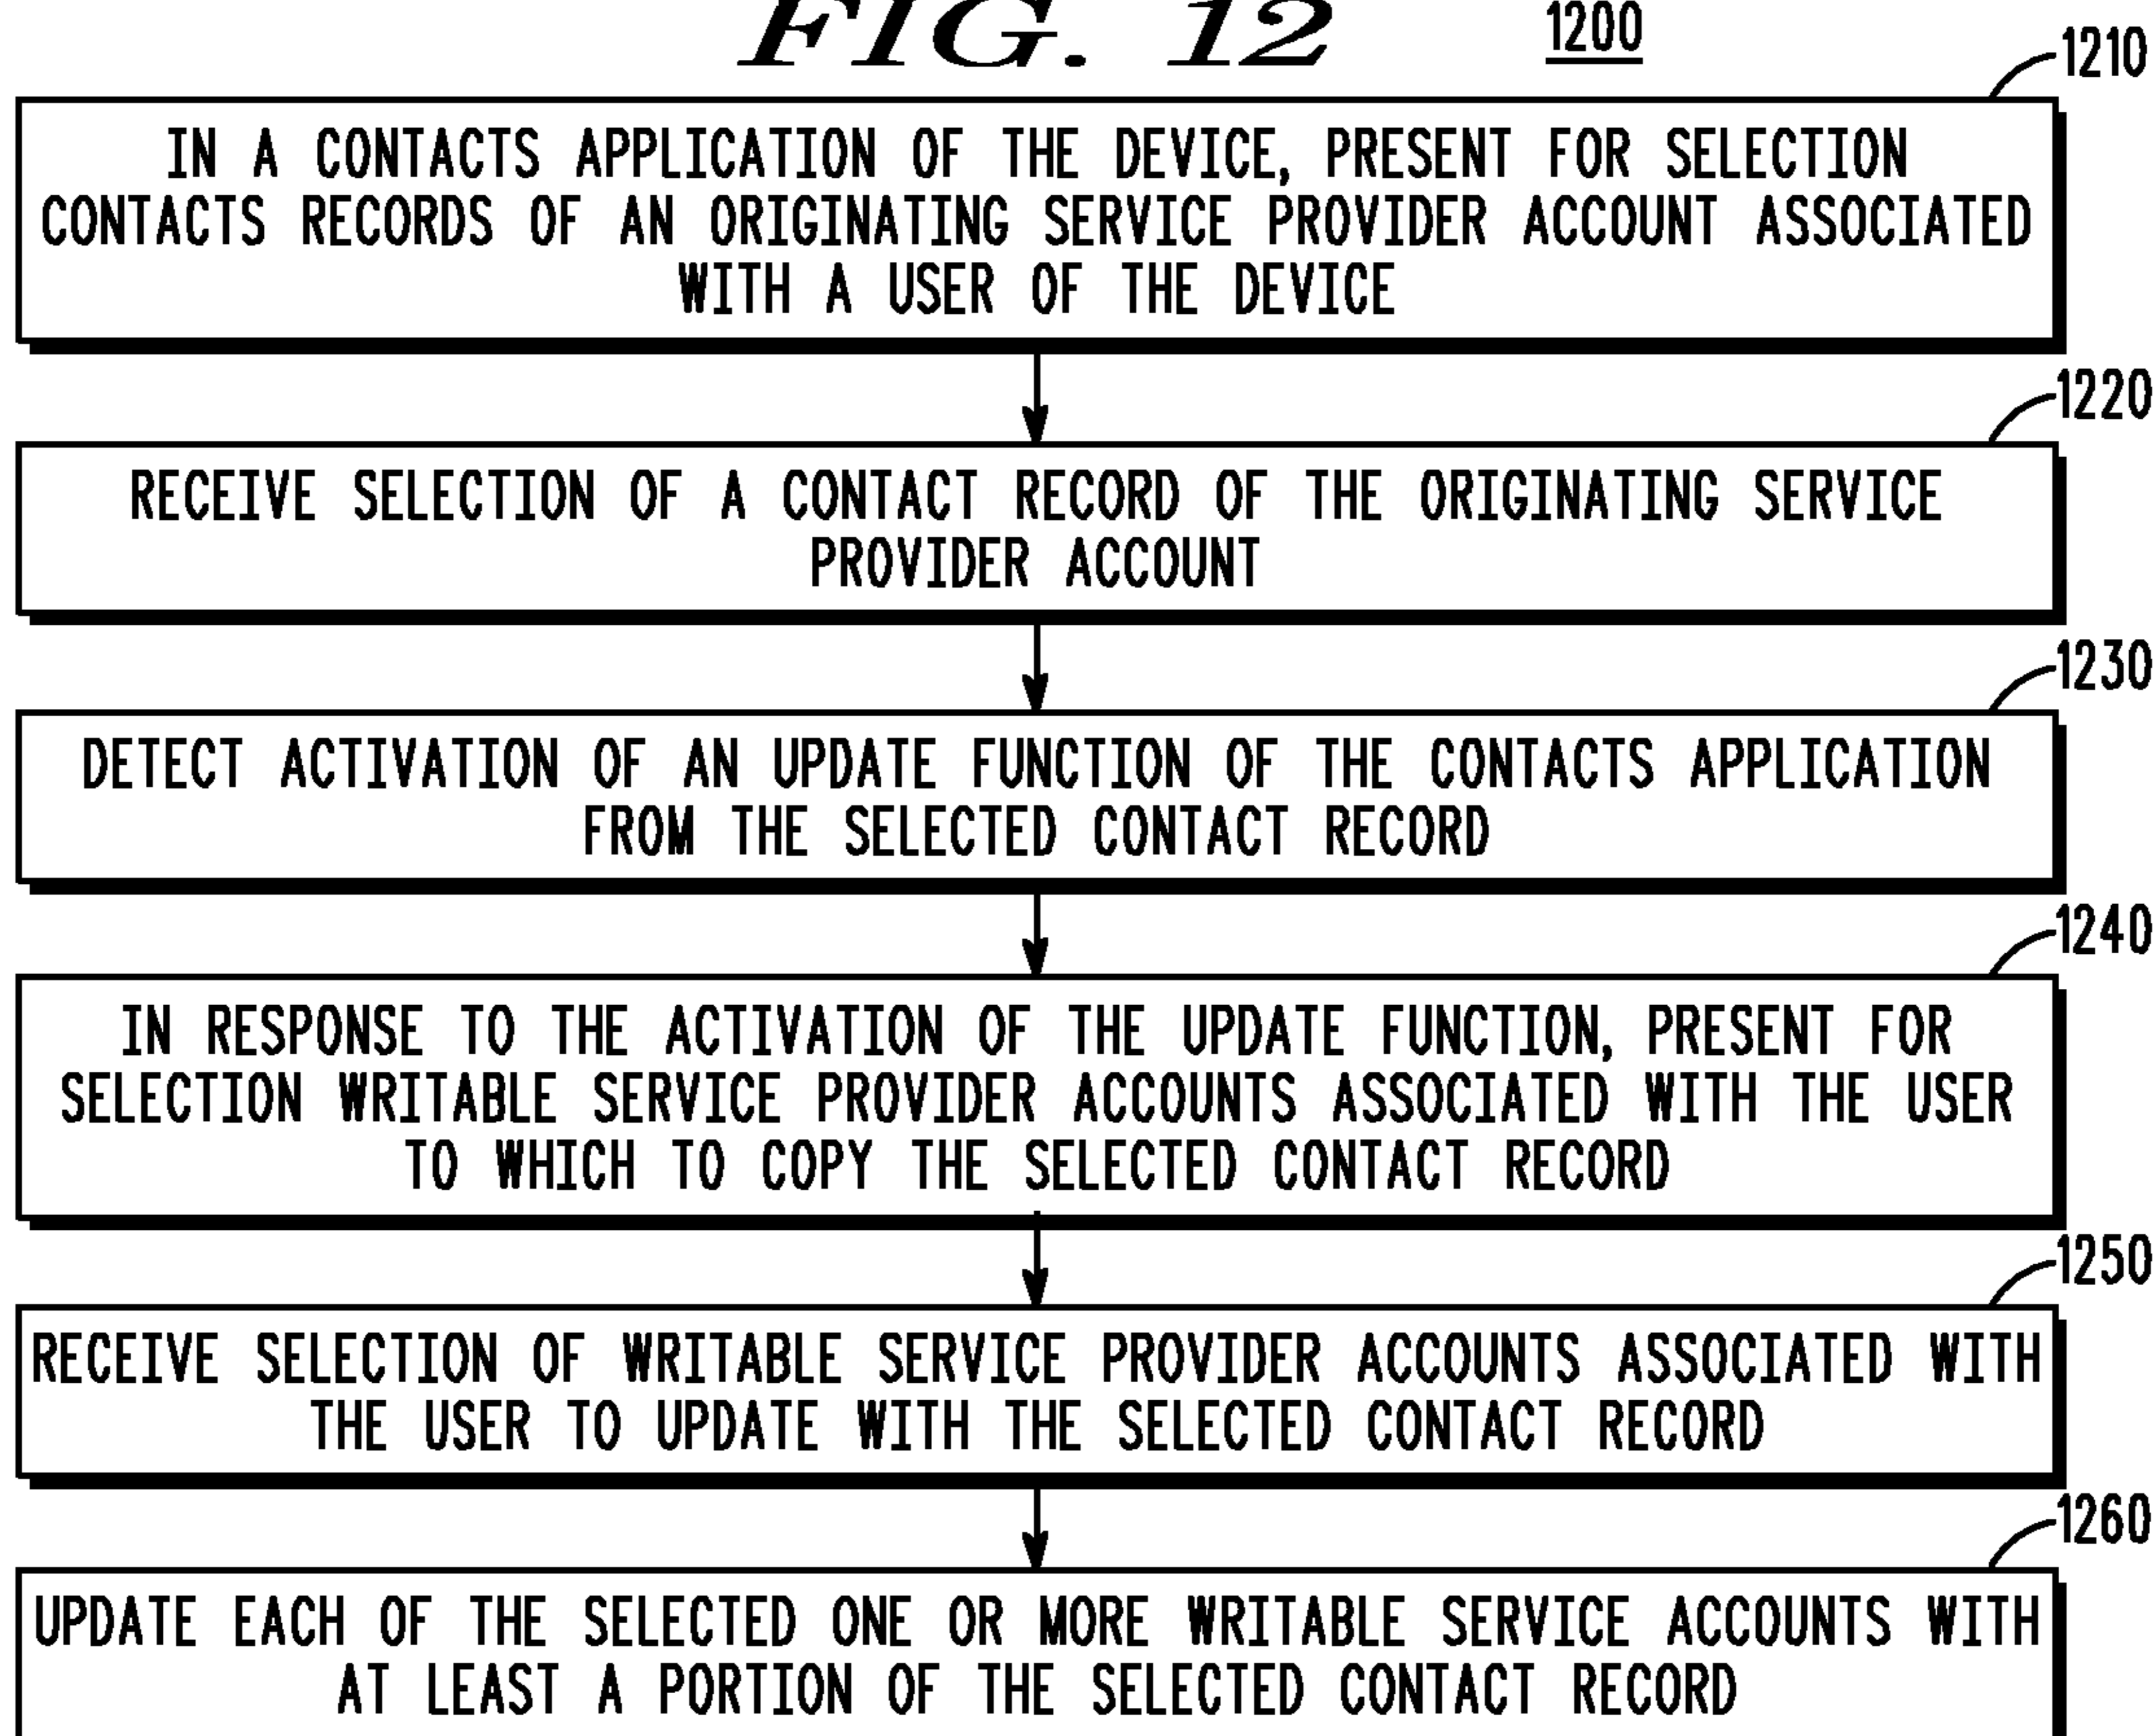 FIG. 12 1200
1210
IN A CONTACTS APPLICATION OF THE DEVICE, PRESENT FOR SELECTION
CONTACTS RECORDS OF AN ORIGINATING SERVICE PROVIDER ACCOUNT ASSOCIATED
WITH A USER OF THE DEVICE
1220
RECEIVE SELECTION OF A CONTACT RECORD OF THE ORIGINATING SERVICE
PROVIDER ACCOUNT
1230
DETECT ACTIVATION OF AN UPDATE FUNCTION OF THE CONTACTS APPLICATION
FROM THE SELECTED CONTACT RECORD
1240
IN RESPONSE TO THE ACTIVATION OF THE UPDATE FUNCTION, PRESENT FOR
SELECTION WRITABLE SERVICE PROVIDER ACCOUNTS ASSOCIATED WITH THE USER
TO WHICH TO COPY THE SELECTED CONTACT RECORD
1250
RECEIVE SELECTION OF WRITABLE SERVICE PROVIDER ACCOUNTS ASSOCIATED WITH
THE USER TO UPDATE WITH THE SELECTED CONTACT RECORD
1260
UPDATE EACH OF THE SELECTED ONE OR MORE WRITABLE SERVICE ACCOUNTS WITH
AT LEAST A PORTION OF THE SELECTED CONTACT RECORD